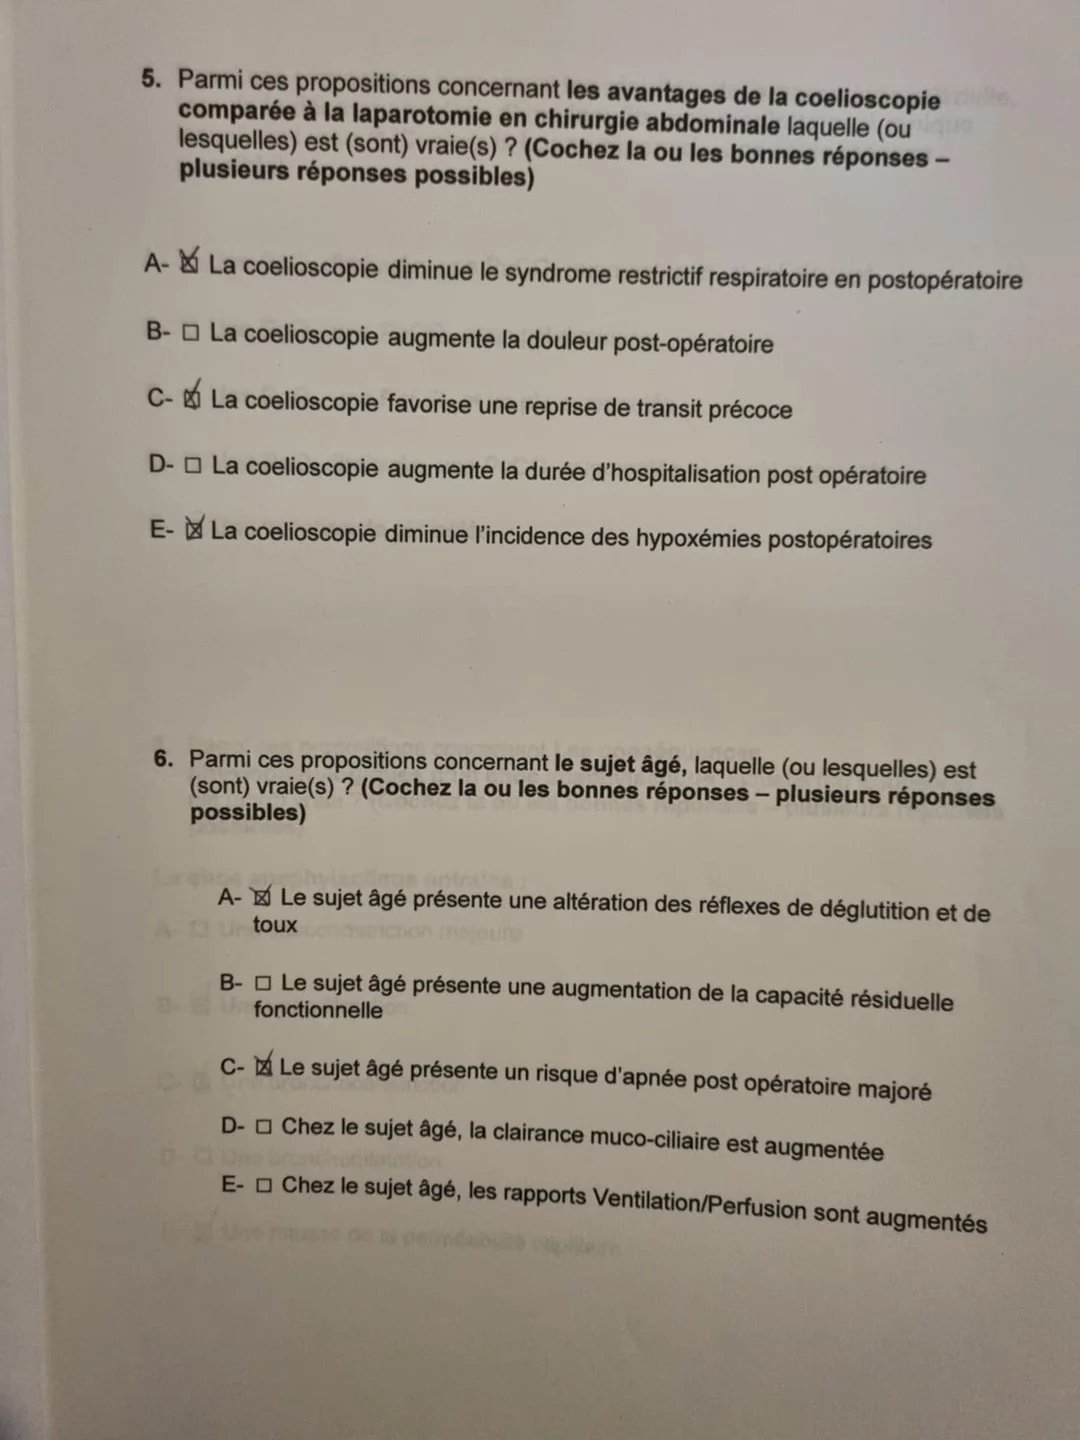 5. Parmi ces propositions concernant les avantages de la coelioscopie
comparée à la laparotomie en chirurgie abdominale laquelle (ou
lesquelles) est (sont) vraie(s) ? (Cochez la ou les bonnes réponses –
plusieurs réponses possibles)
A- ☒ La coelioscopie diminue le syndrome restrictif respiratoire en postopératoire
B- ☐ La coelioscopie augmente la douleur post-opératoire
C- ☒ La coelioscopie favorise une reprise de transit précoce
D- ☐ La coelioscopie augmente la durée d'hospitalisation post opératoire
E- ☒ La coelioscopie diminue l'incidence des hypoxémies postopératoires
6. Parmi ces propositions concernant le sujet âgé, laquelle (ou lesquelles) est
(sont) vraie(s) ? (Cochez la ou les bonnes réponses – plusieurs réponses
possibles)
A- ☒ Le sujet âgé présente une altération des réflexes de déglutition et de
toux
B- ☐ Le sujet âgé présente une augmentation de la capacité résiduelle
fonctionnelle
C- ☒ Le sujet âgé présente un risque d'apnée post opératoire majoré
D- ☐ Chez le sujet âgé, la clairance muco-ciliaire est augmentée
E- ☐ Chez le sujet âgé, les rapports Ventilation/Perfusion sont augmentés